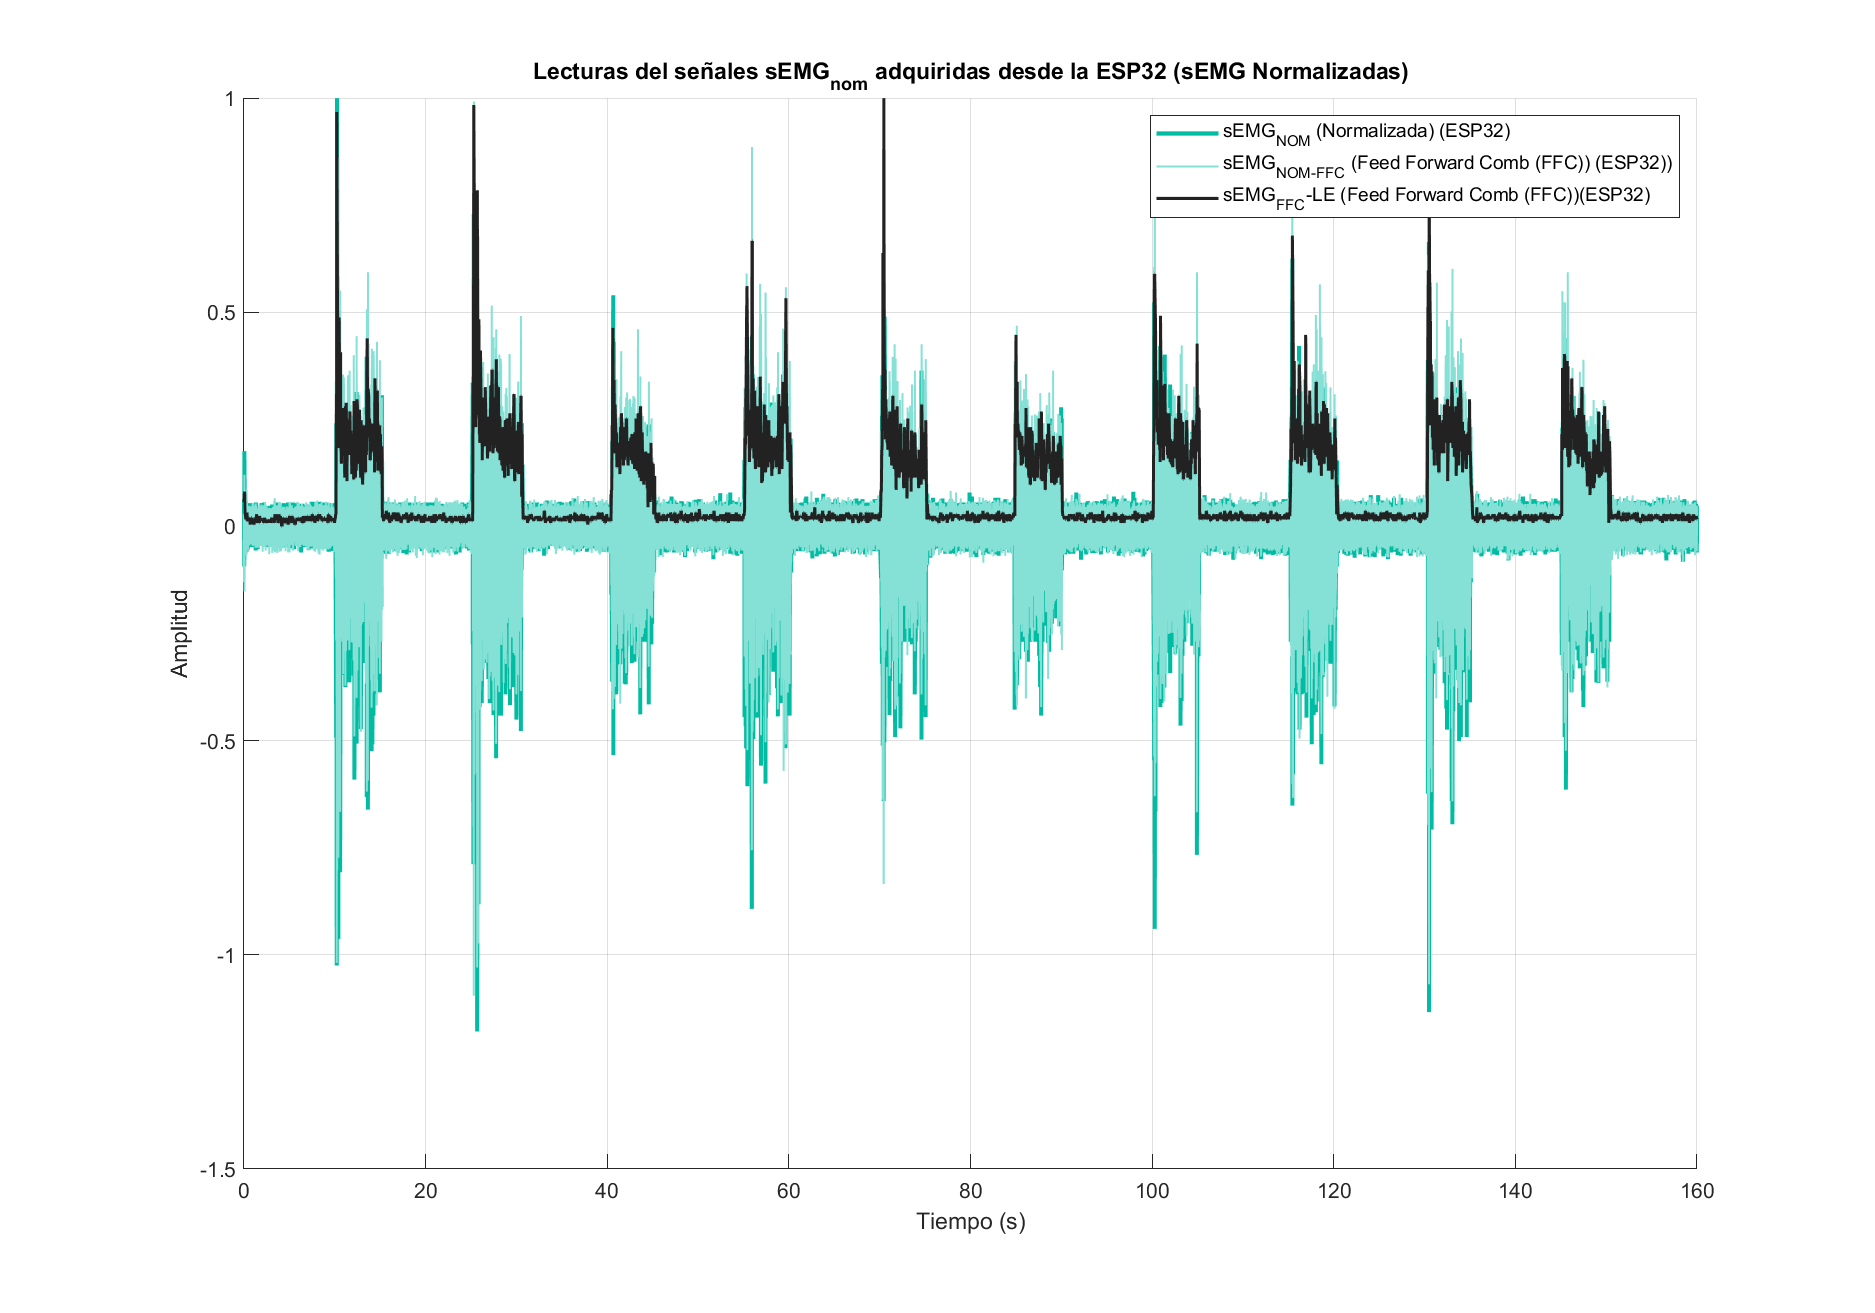 Lecturas del señales sEMGnom adquiridas desde la ESP32 (sEMG Normalizadas)
sEMGNOM (Normalizada) (ESP32)
sEMGNOM-FFC (Feed Forward Comb (FFC)) (ESP32))
sEMGFFC-LE (Feed Forward Comb (FFC))(ESP32)
1
0.5
0
-0.5
-1
-1.5
Amplitud
0 20 40 60 80 100 120 140 160
Tiempo (s)